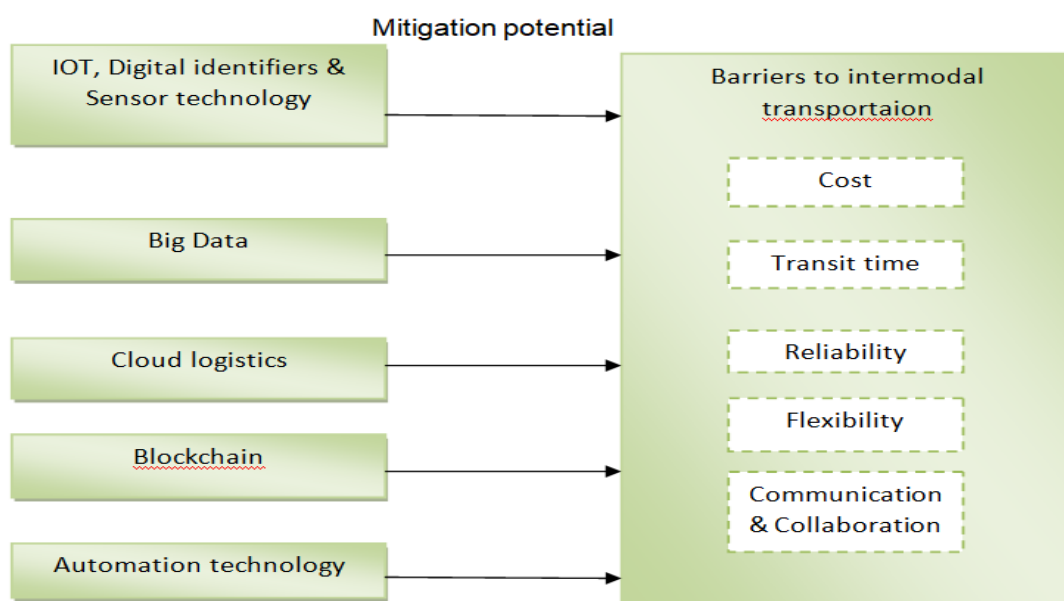 Mitigation potential
IOT, Digital identifiers &
Sensor technology
Big Data
Cloud logistics
Blockchain
Automation technology
Barriers to intermodal
transportaion
Cost
Transit time
Reliability
Flexibility
Communication
& Collaboration